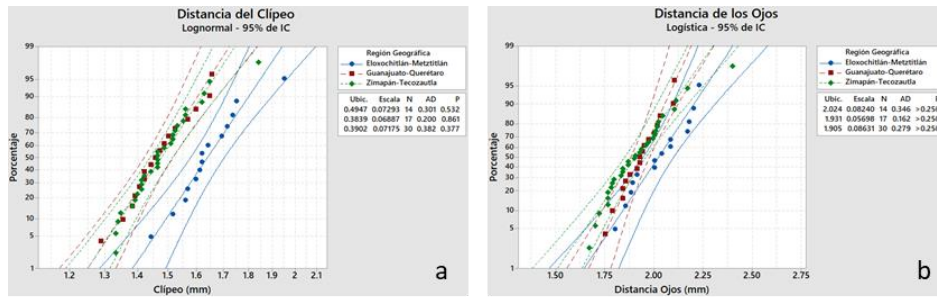 Distancia del Clípeo
Lognormal - 95% de IC
Porcentaje
99
95
90
80
70
60
50
40
30
20
10
5
1
1.2 1.3 1.4 1.5 1.6 1.7 1.8 1.9 2.0 2.1
Clípeo (mm)
Región Geográfica
Eloxochitlán-Metztitlán
Guanajuato-Querétaro
Zimapán-Tecozautla
Ubic. Escala N AD P
0.4947 0.07293 14 0.301 0.532
0.3839 0.06887 17 0.200 0.861
0.3902 0.07175 30 0.382 0.377
a
Distancia de los Ojos
Logística - 95% de IC
Porcentaje
99
95
90
80
70
60
50
40
30
20
10
5
1
1.50 1.75 2.00 2.25 2.50 2.75
Distancia Ojos (mm)
Región Geográfica
Eloxochitlán-Metztitlán
Guanajuato-Querétaro
Zimapán-Tecozautla
Ubic. Escala N AD P
2.024 0.08240 14 0.346 >0.250
1.931 0.05698 17 0.162 >0.250
1.905 0.08631 30 0.279 >0.250
b